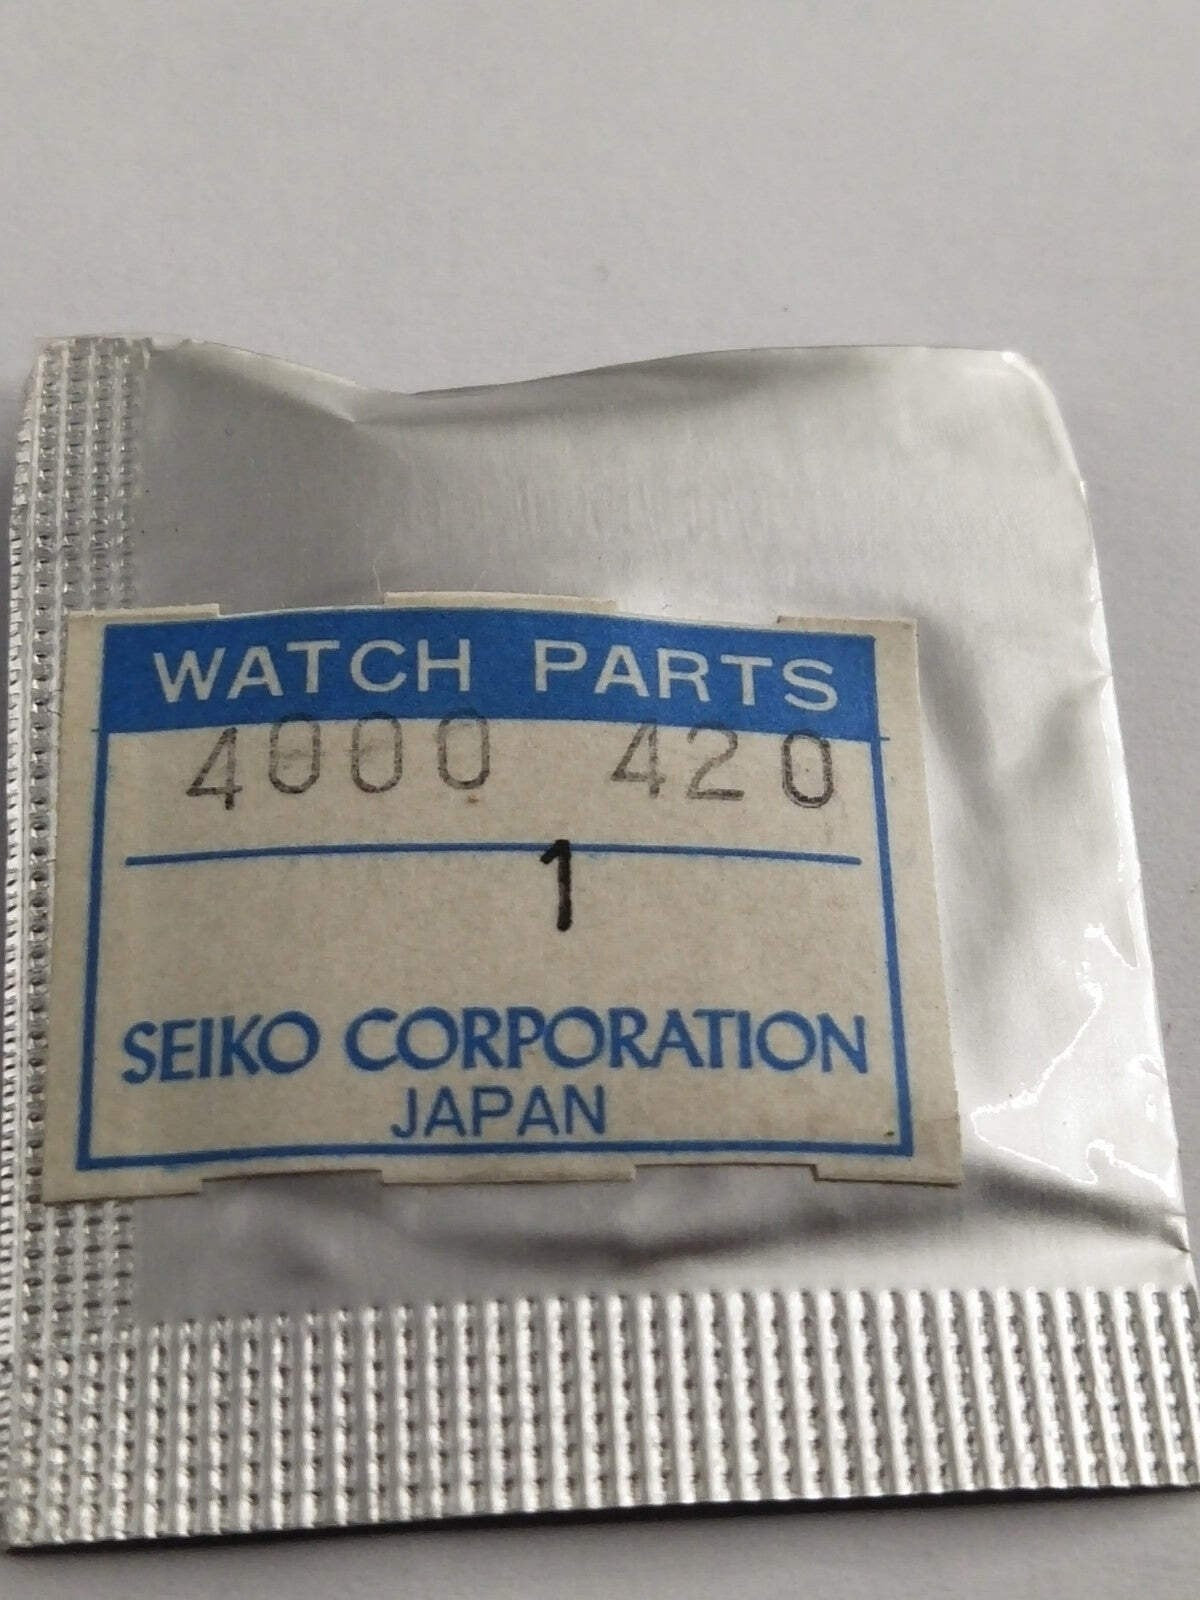 WATCH PARTS
4000 420
1
SEIKO CORPORATION
JAPAN